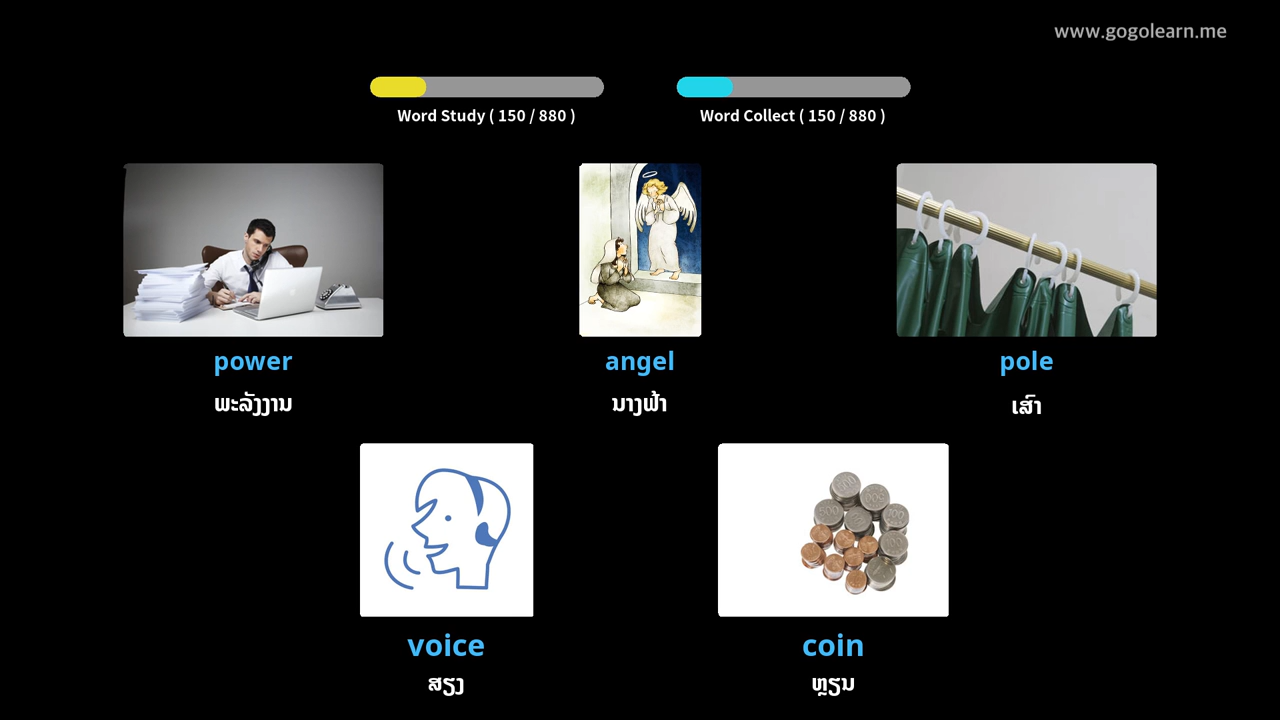 www.gogolearn.me
Word Study ( 150 / 880 )
Word Collect ( 150 / 880 )
power
ພະລັງງານ
angel
ນາງຟ້າ
pole
ເສົາ
voice
ສຽງ
coin
ຫຼຽນ